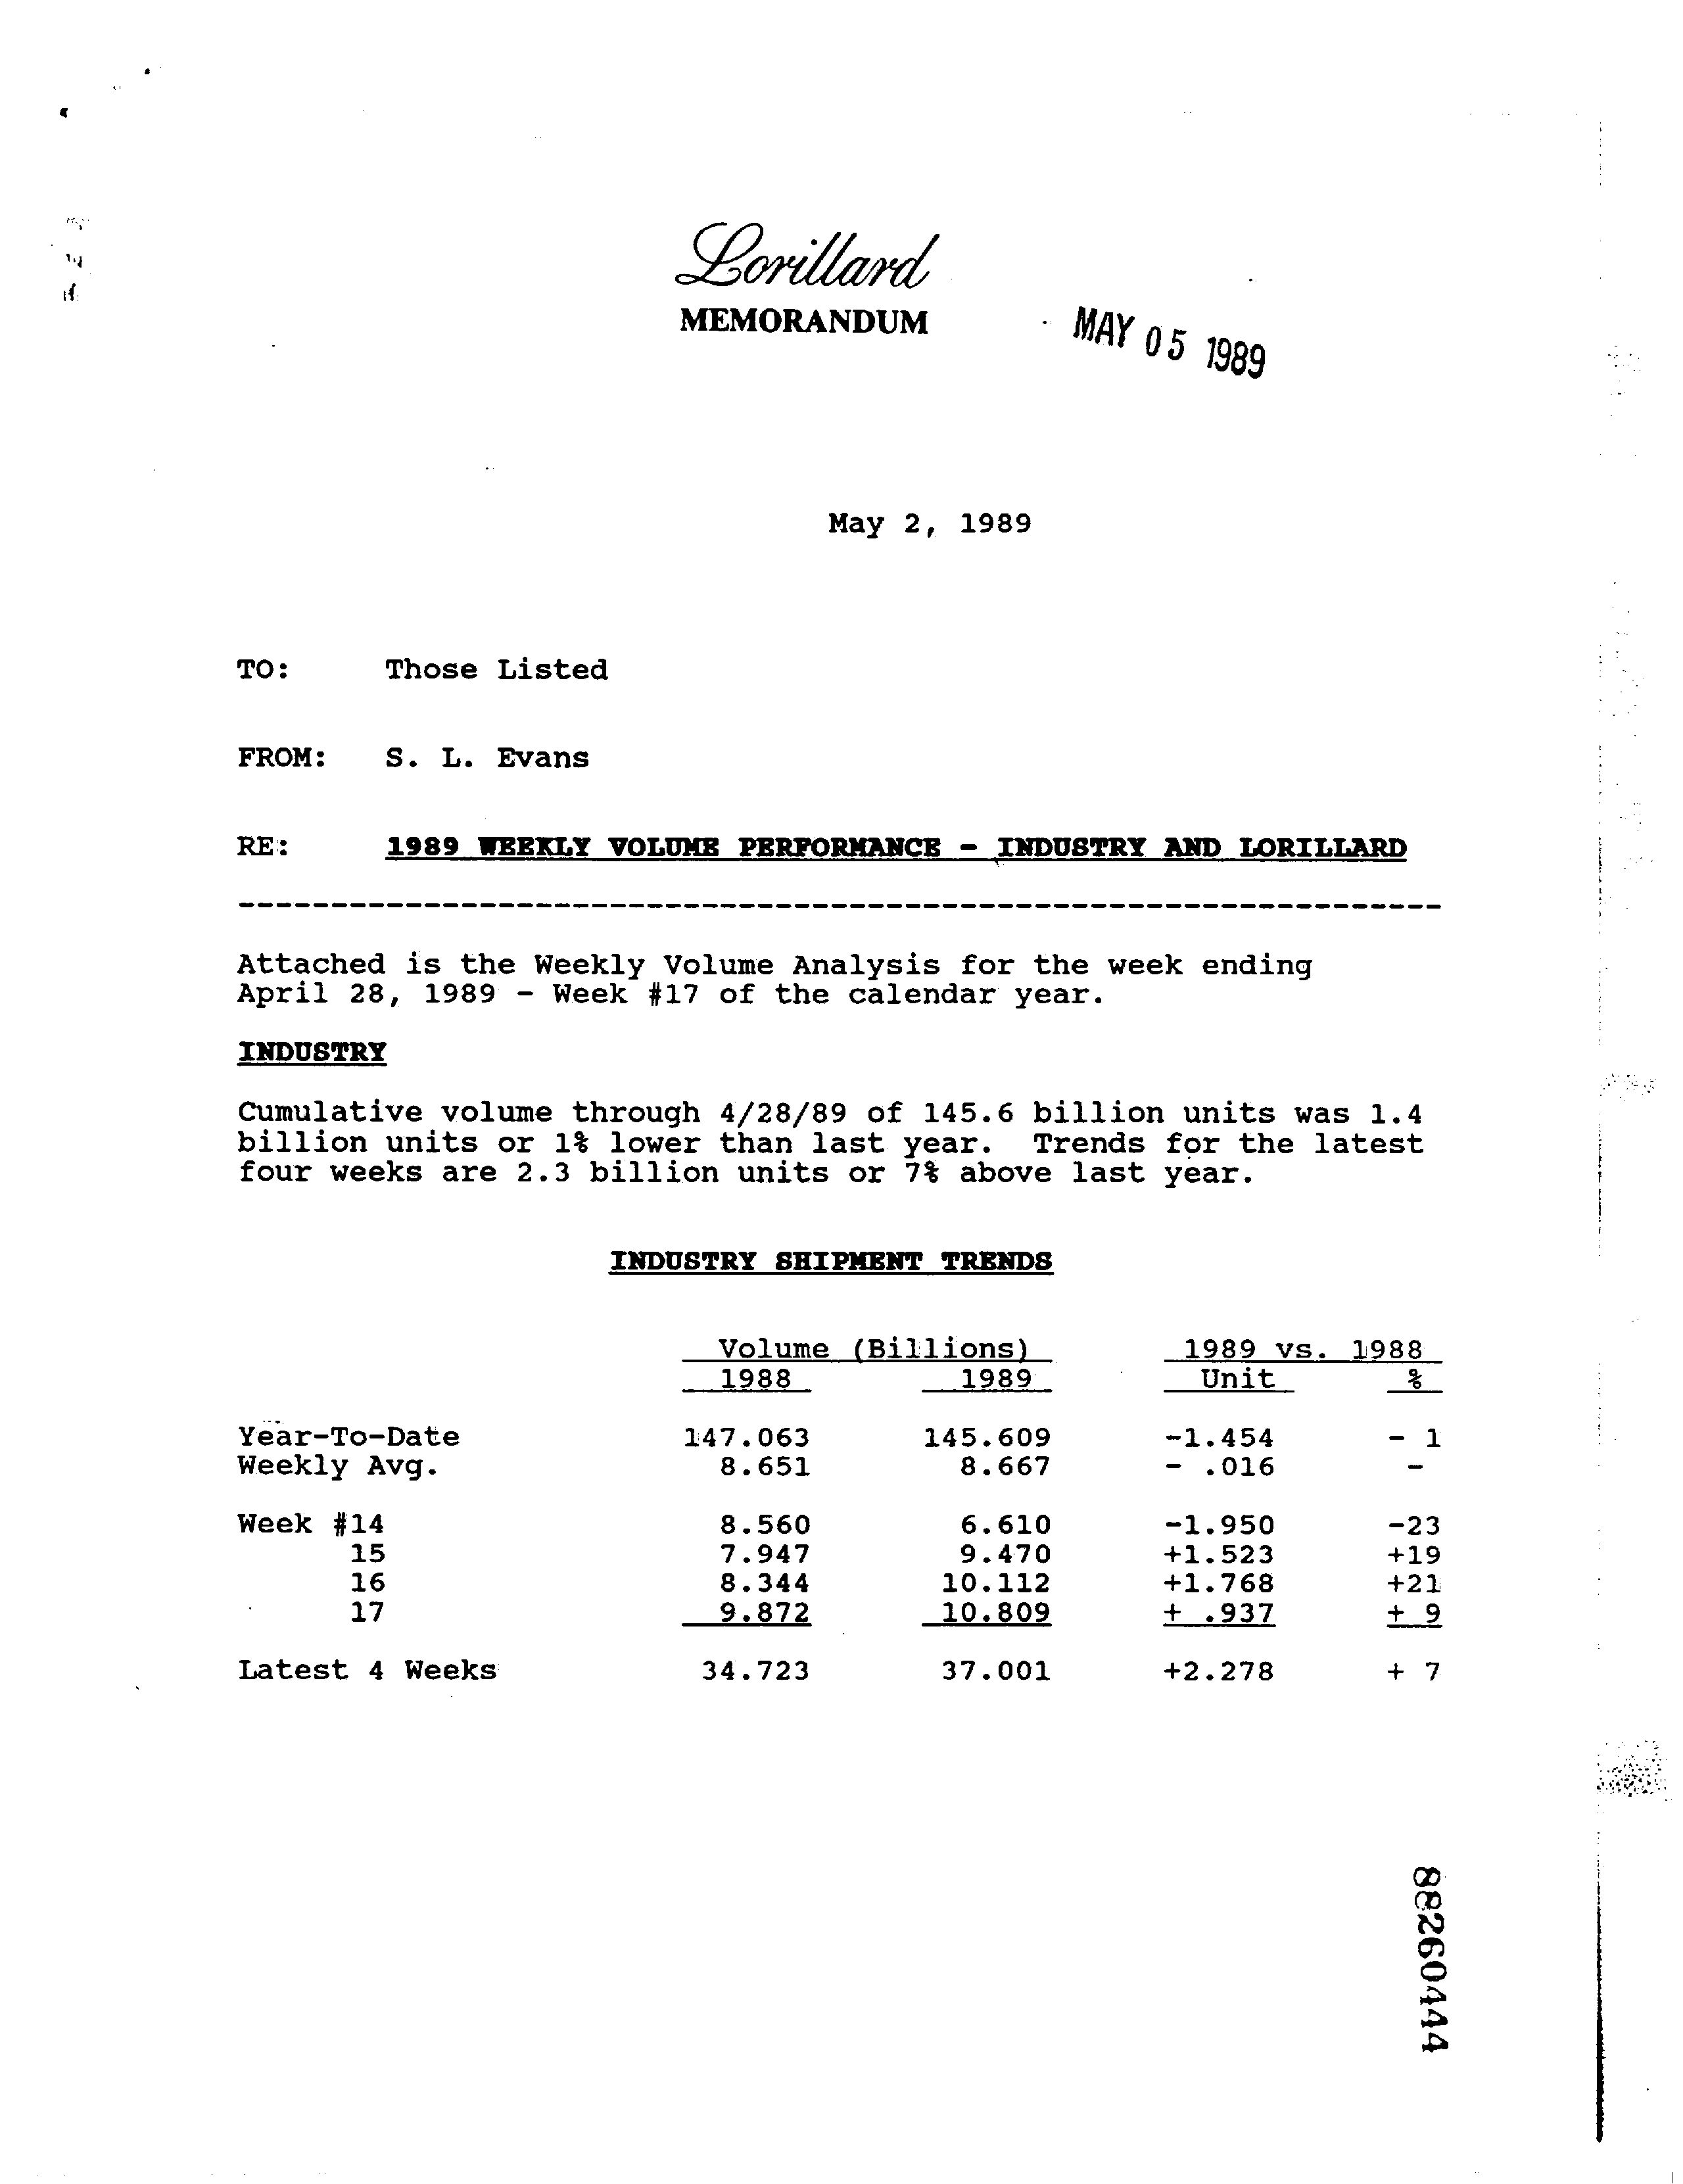 Lorillard
MEMORANDUM
MAY 05 1989
May 2, 1989
TO: Those Listed
FROM: S. L. Evans
RE: 1989 WEEKLY VOLUME PERFORMANCE - INDUSTRY AND LORILLARD
Attached is the Weekly Volume Analysis for the week ending
April 28, 1989 - Week #17 of the calendar year.
INDUSTRY
Cumulative volume through 4/28/89 of 145.6 billion units was 1.4
billion units or 1% lower than last year. Trends for the latest
four weeks are 2.3 billion units or 7% above last year.
INDUSTRY SHIPMENT TRENDS
Volume (Billions) 1989 vs. 1988
1988 1989 Unit %
Year-To-Date 147.063 145.609 -1.454 - 1
Weekly Avg. 8.651 8.667 - .016 -
Week #14 8.560 6.610 -1.950 -23
15 7.947 9.470 +1.523 +19
16 8.344 10.112 +1.768 +21
17 9.872 10.809 + .937 + 9
Latest 4 Weeks 34.723 37.001 +2.278 + 7
88260444